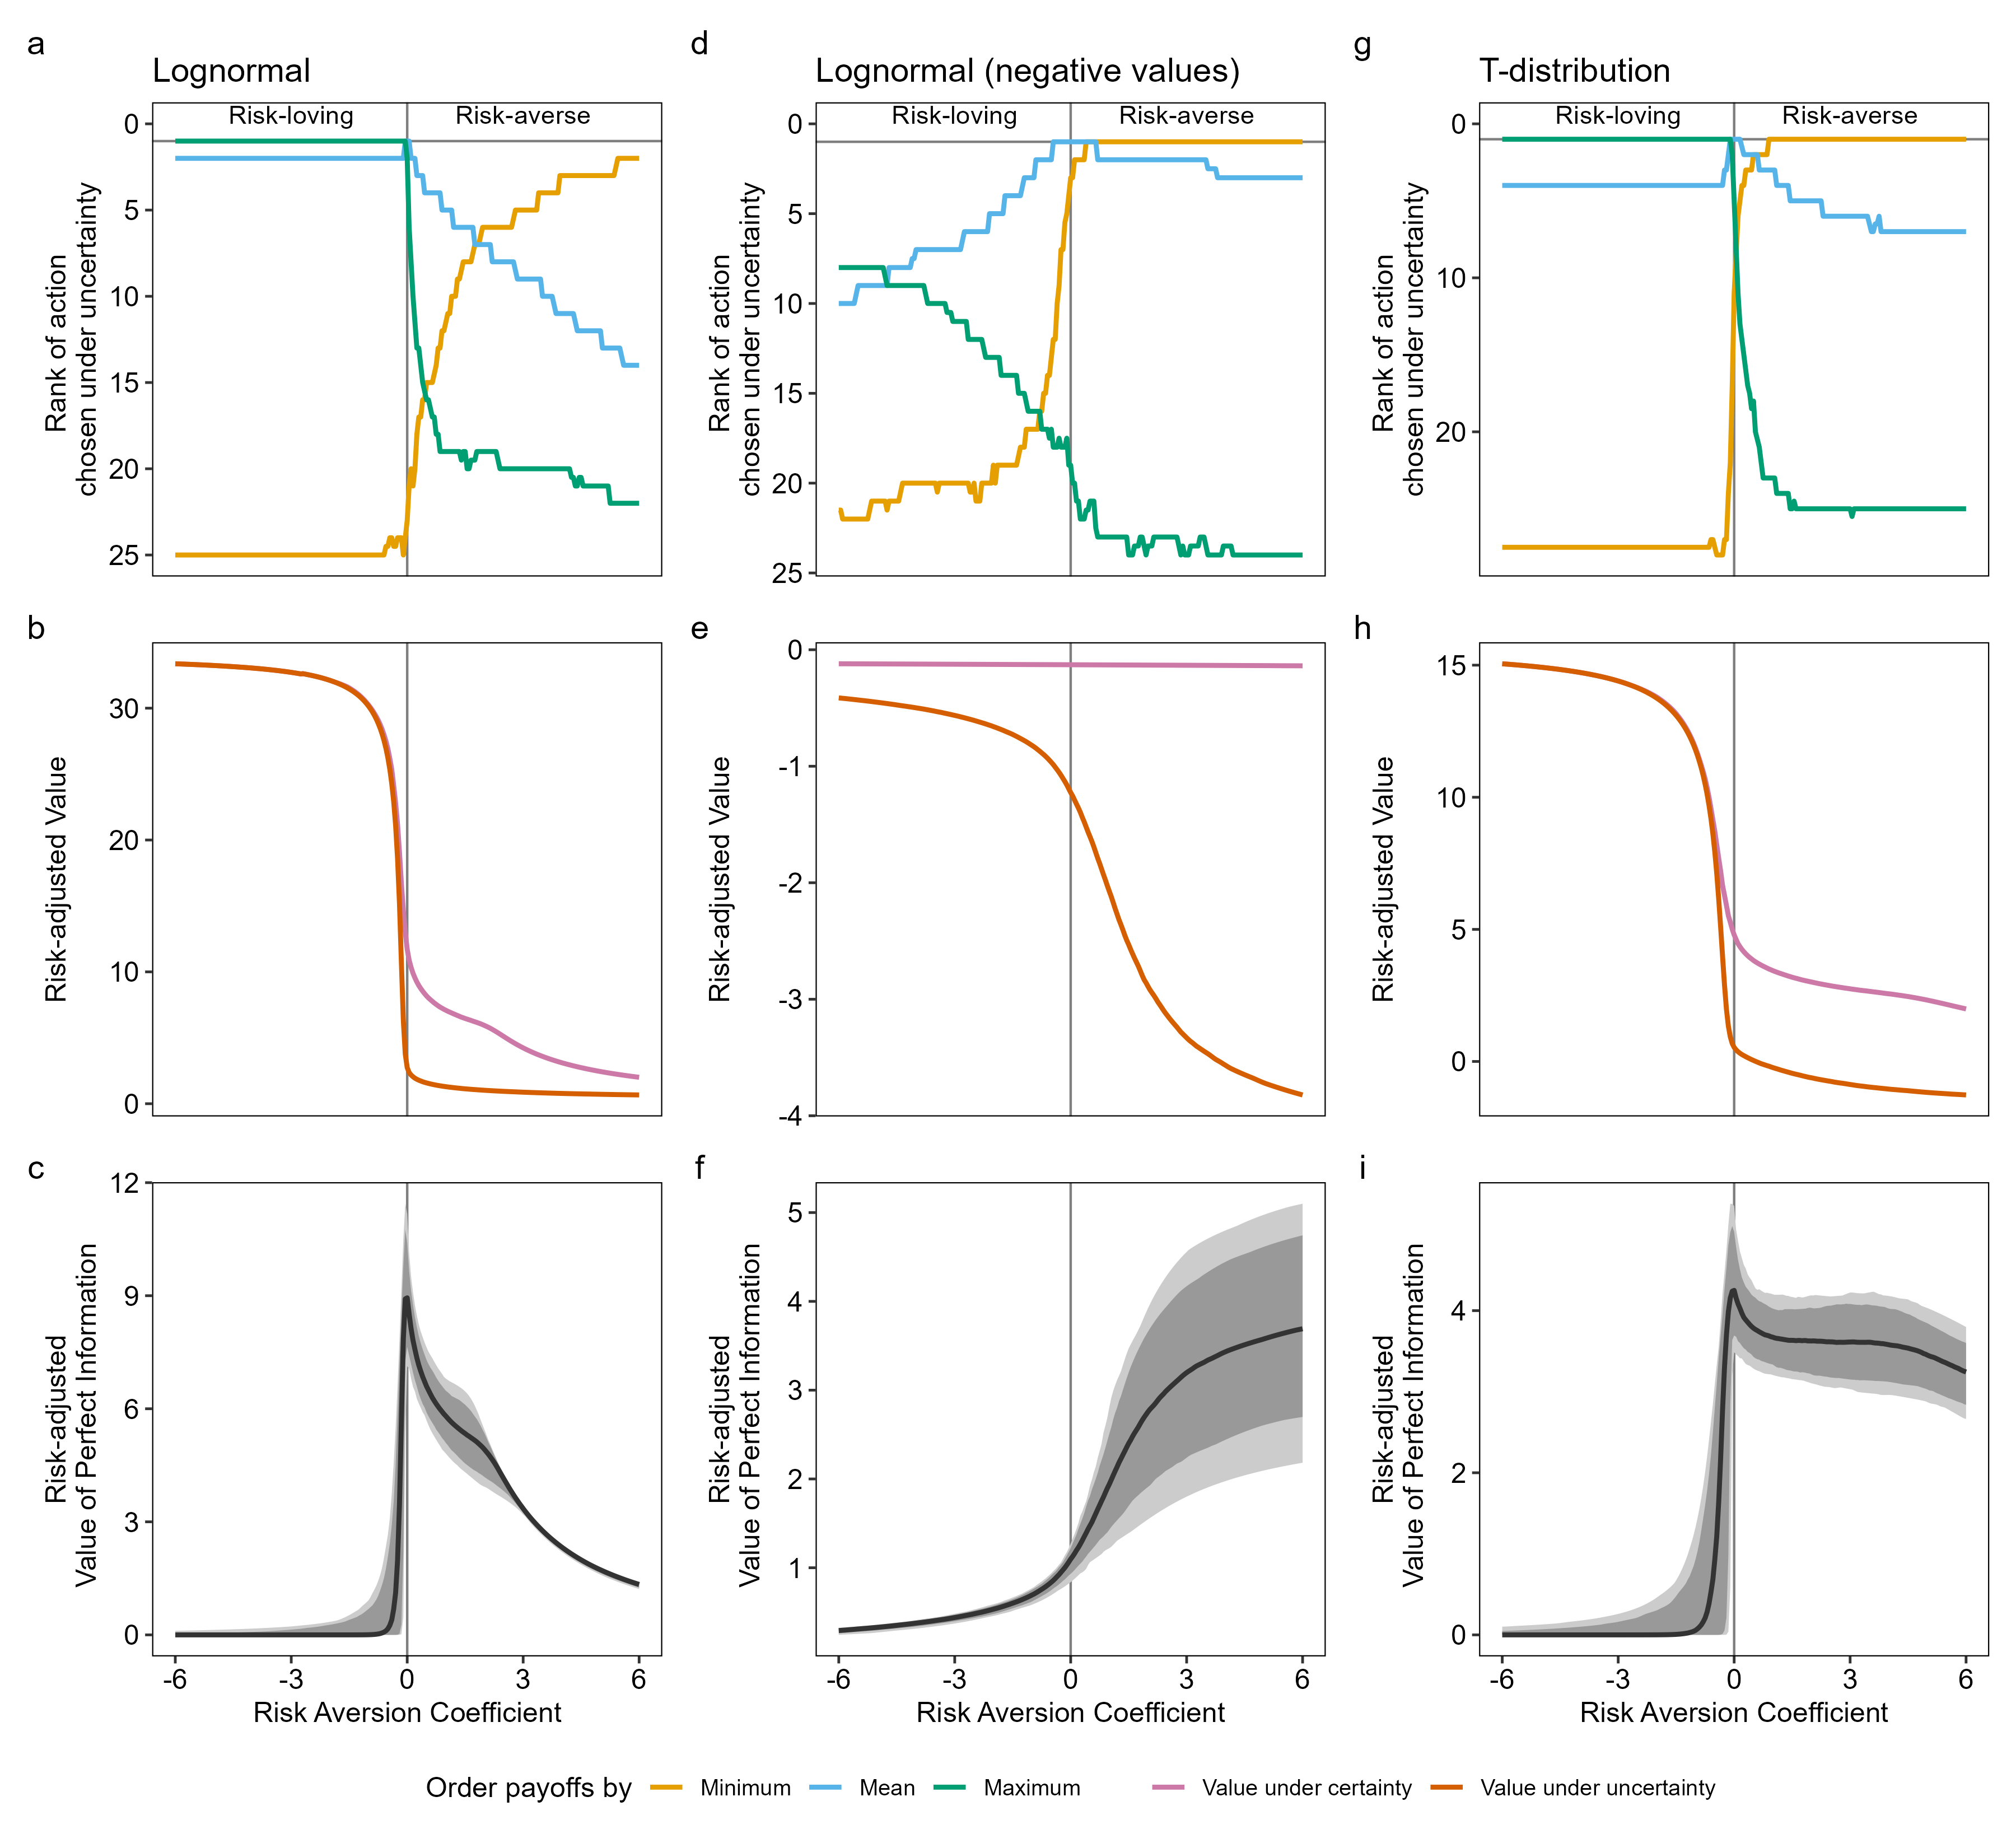 a
Lognormal
Risk-loving
Risk-averse
0
5
10
15
20
25
Rank of action
chosen under uncertainty
d
Lognormal (negative values)
Risk-loving
Risk-averse
0
5
10
15
20
25
Rank of action
chosen under uncertainty
g
T-distribution
Risk-loving
Risk-averse
0
10
20
Rank of action
chosen under uncertainty
b
30
20
10
0
Risk-adjusted Value
e
0
-1
-2
-3
-4
Risk-adjusted Value
h
15
10
5
0
Risk-adjusted Value
c
12
9
6
3
0
Risk-adjusted
Value of Perfect Information
-6 -3 0 3 6
Risk Aversion Coefficient
f
5
4
3
2
1
Risk-adjusted
Value of Perfect Information
-6 -3 0 3 6
Risk Aversion Coefficient
i
4
2
0
Risk-adjusted
Value of Perfect Information
-6 -3 0 3 6
Risk Aversion Coefficient
Order payoffs by Minimum Mean Maximum Value under certainty Value under uncertainty